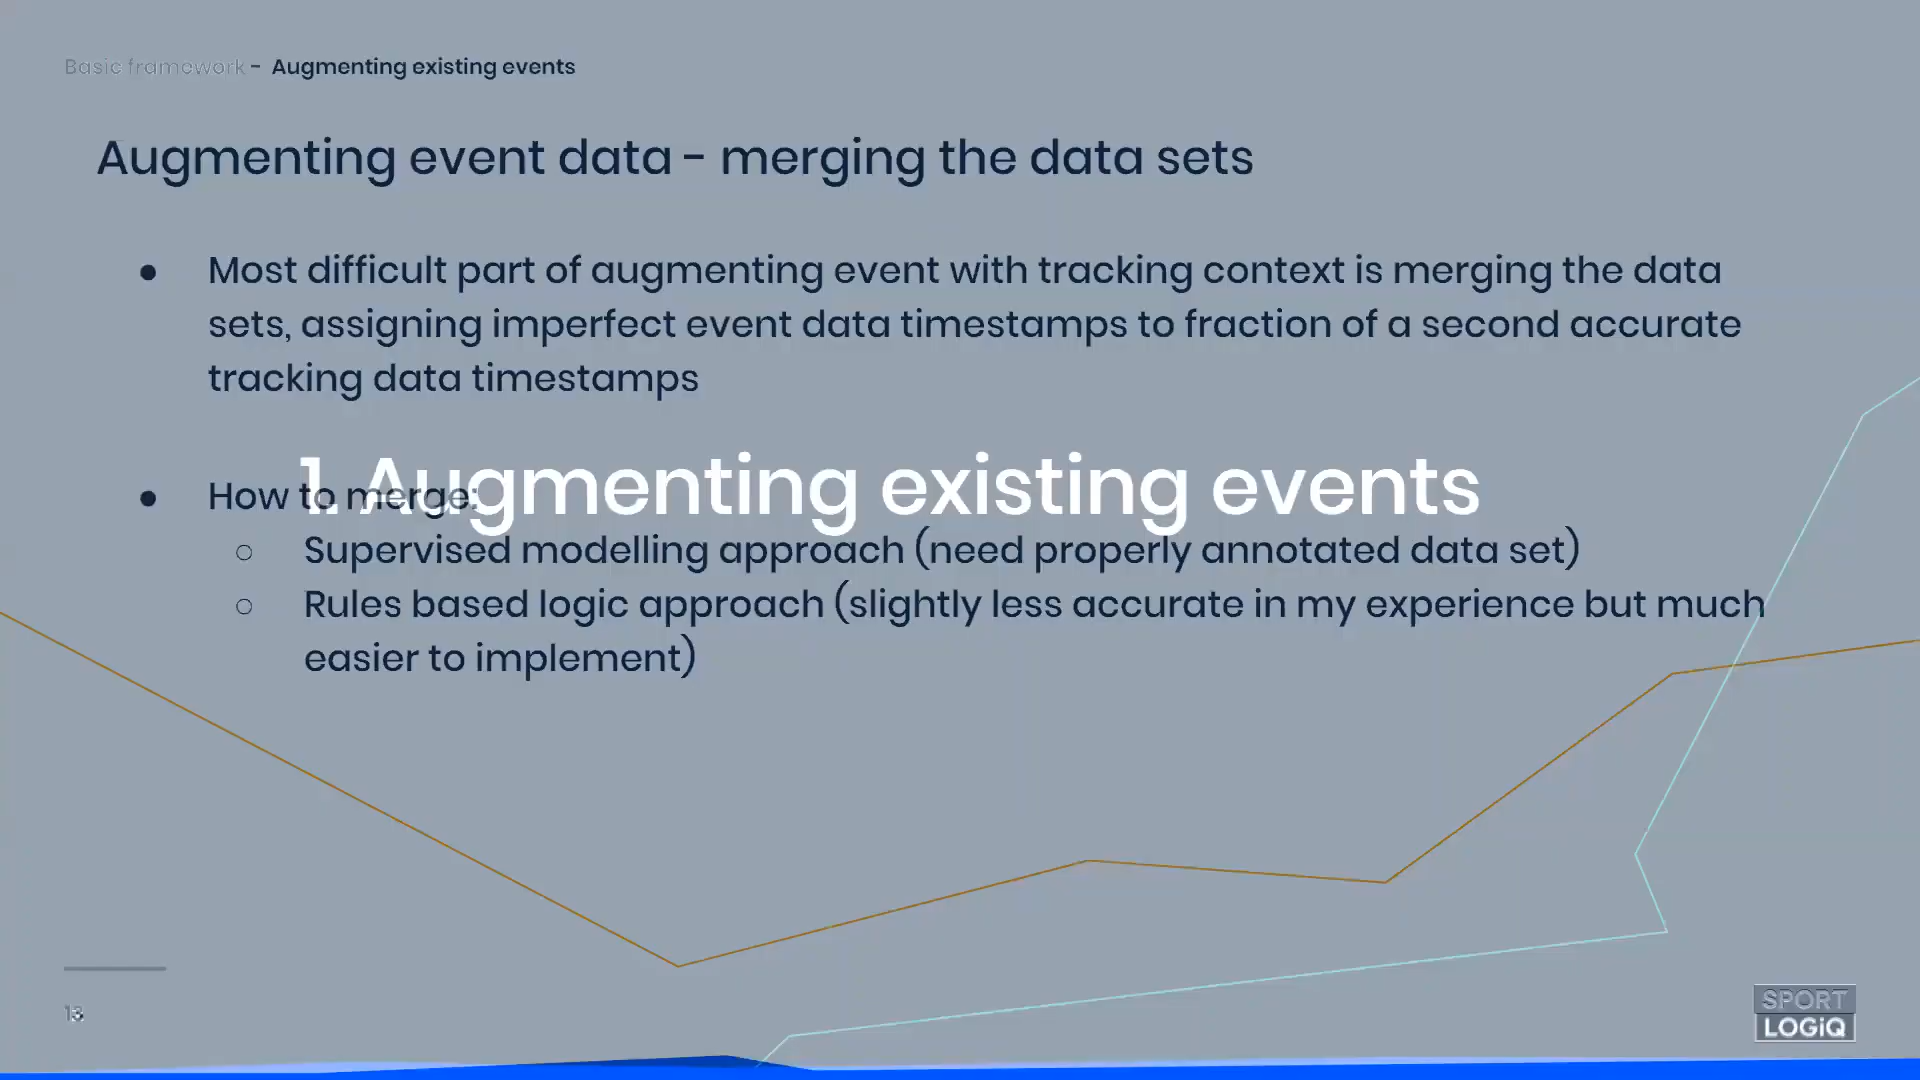 Basic framework - Augmenting existing events
Augmenting event data - merging the data sets
● Most difficult part of augmenting event with tracking context is merging the data
sets, assigning imperfect event data timestamps to fraction of a second accurate
tracking data timestamps
1. Augmenting existing events
● How to merge:
○ Supervised modelling approach (need properly annotated data set)
○ Rules based logic approach (slightly less accurate in my experience but much
easier to implement)
SPORT
LOGiQ